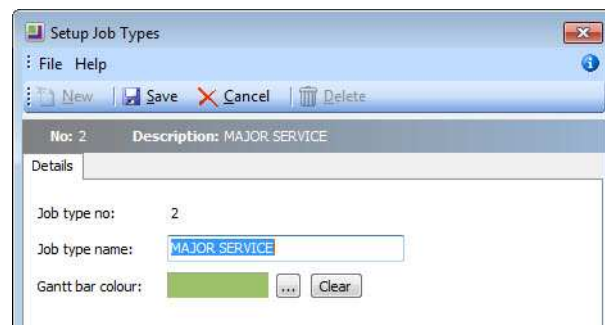 Setup Job Types
File Help
New Save Cancel Delete
No: 2 Description: MAJOR SERVICE
Details
Job type no: 2
Job type name: MAJOR SERVICE
Gantt bar colour: ... Clear